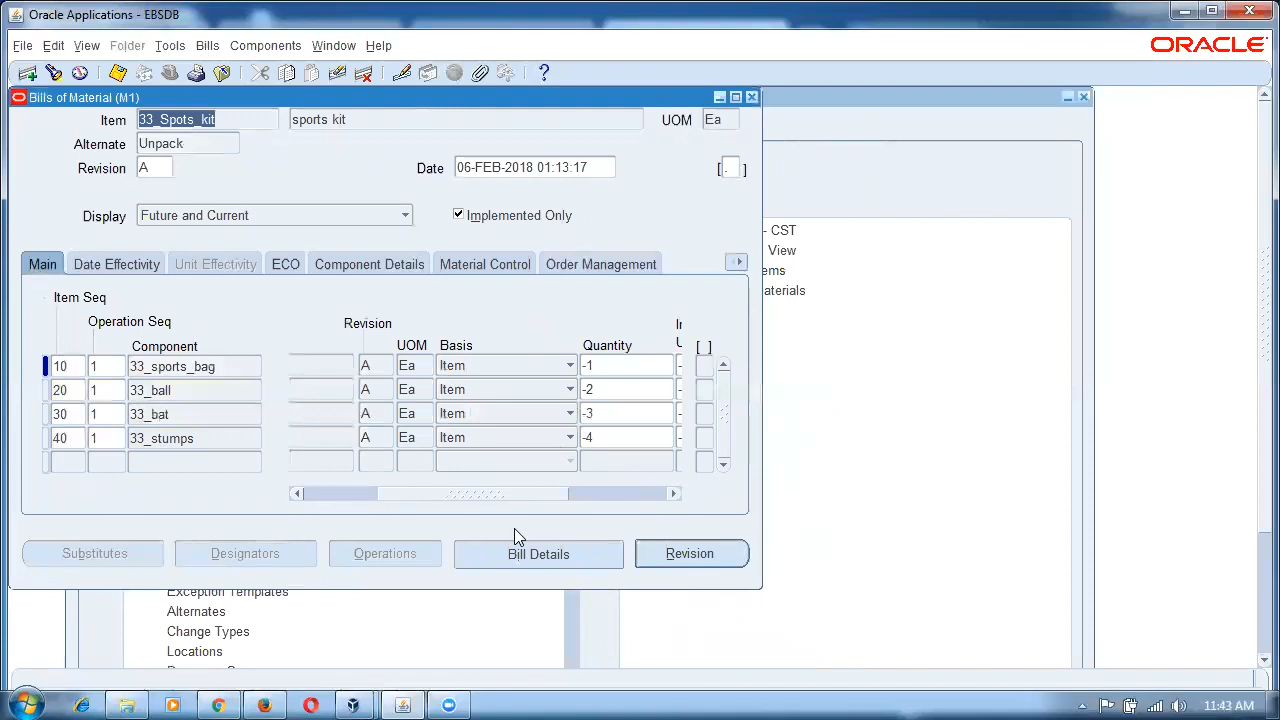 Oracle Applications - EBSDB
File Edit View Folder Tools Bills Components Window Help
ORACLE
Bills of Material (M1)
Item 33_Spots_kit sports kit UOM Ea
Alternate Unpack
Revision A Date 06-FEB-2018 01:13:17 [ . ]
Display Future and Current Implemented Only
- CST
View
ems
aterials
Main Date Effectivity Unit Effectivity ECO Component Details Material Control Order Management
Item Seq
Operation Seq Revision
Component UOM Basis Quantity [ ]
10 1 33_sports_bag A Ea Item -1
20 1 33_ball A Ea Item -2
30 1 33_bat A Ea Item -3
40 1 33_stumps A Ea Item -4
Substitutes Designators Operations Bill Details Revision
Exception Templates
Alternates
Change Types
Locations
11:43 AM